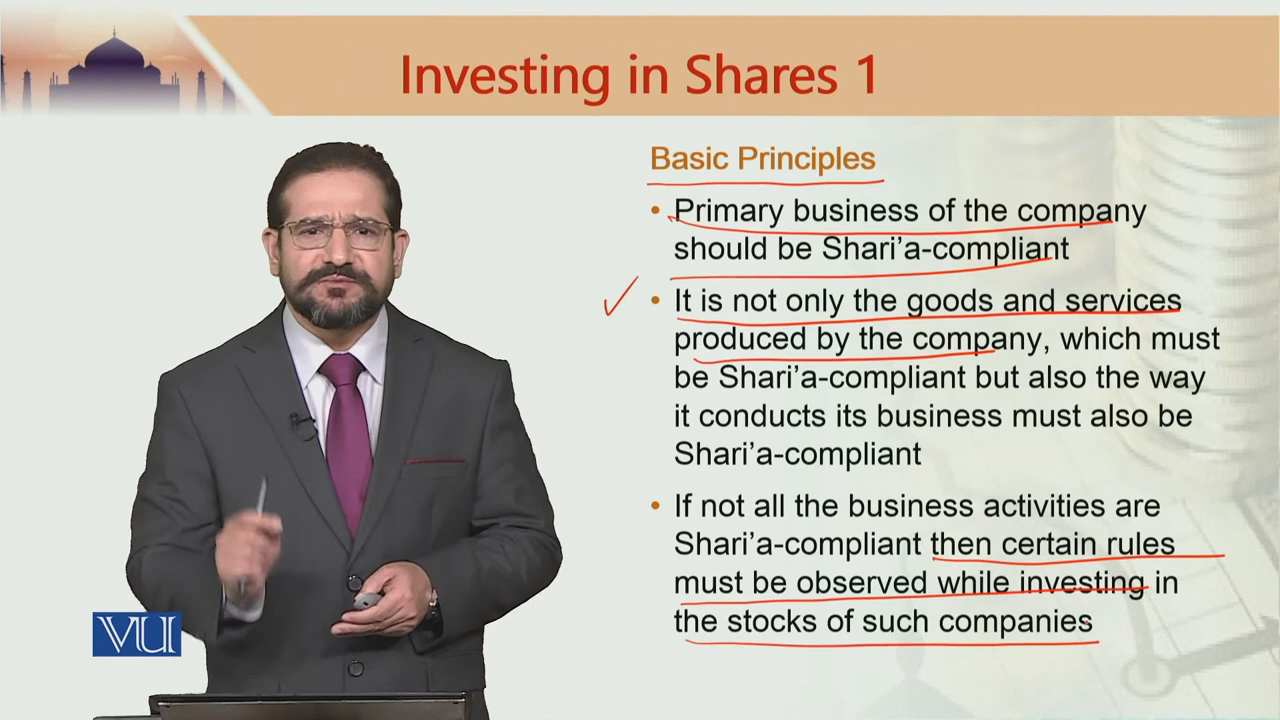 Investing in Shares 1
Basic Principles
• Primary business of the company
should be Shari'a-compliant
• It is not only the goods and services
produced by the company, which must
be Shari'a-compliant but also the way
it conducts its business must also be
Shari'a-compliant
• If not all the business activities are
Shari'a-compliant then certain rules
must be observed while investing in
the stocks of such companies
VU